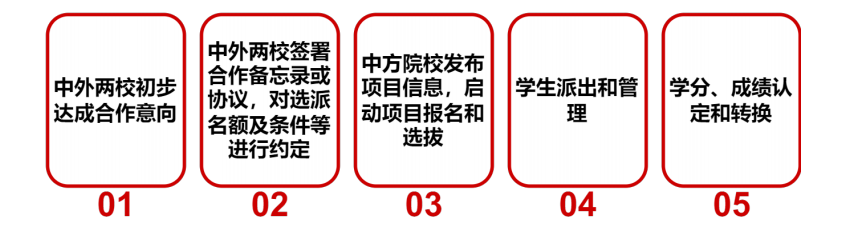 中外两校初步
达成合作意向
01
中外两校签署
合作备忘录或
协议，对选派
名额及条件等
进行约定
02
中方院校发布
项目信息，启
动项目报名和
选拔
03
学生派出和管
理
04
学分、成绩认
定和转换
05